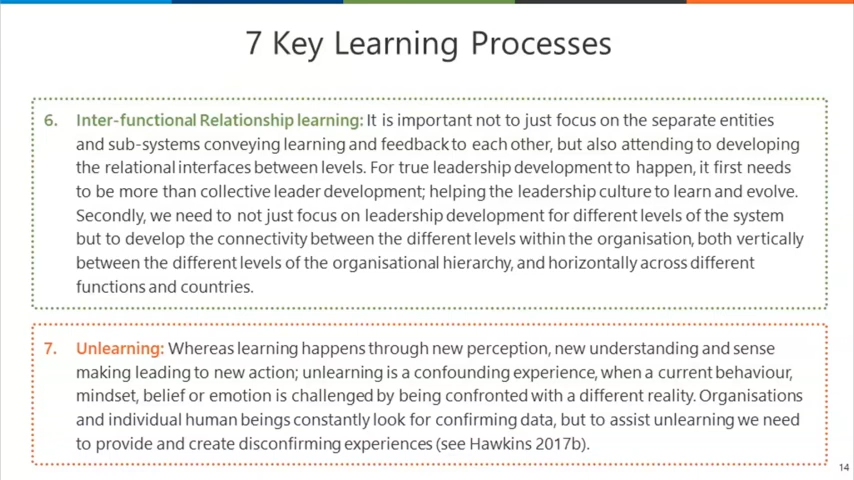 7 Key Learning Processes
6. Inter-functional Relationship learning: It is important not to just focus on the separate entities
and sub-systems conveying learning and feedback to each other, but also attending to developing
the relational interfaces between levels. For true leadership development to happen, it first needs
to be more than collective leader development; helping the leadership culture to learn and evolve.
Secondly, we need to not just focus on leadership development for different levels of the system
but to develop the connectivity between the different levels within the organisation, both vertically
between the different levels of the organisational hierarchy, and horizontally across different
functions and countries.
7. Unlearning: Whereas learning happens through new perception, new understanding and sense
making leading to new action; unlearning is a confounding experience, when a current behaviour,
mindset, belief or emotion is challenged by being confronted with a different reality. Organisations
and individual human beings constantly look for confirming data, but to assist unlearning we need
to provide and create disconfirming experiences (see Hawkins 2017b).
14